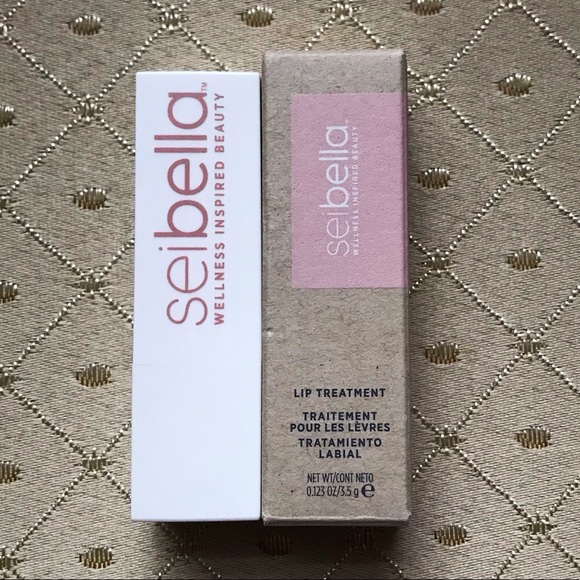 seibella™
WELLNESS INSPIRED BEAUTY
seibella™
WELLNESS INSPIRED BEAUTY
LIP TREATMENT
TRAITEMENT
POUR LES LÈVRES
TRATAMIENTO
LABIAL
NET WT/CONT NETO
0.123 OZ/3.5 g ℮